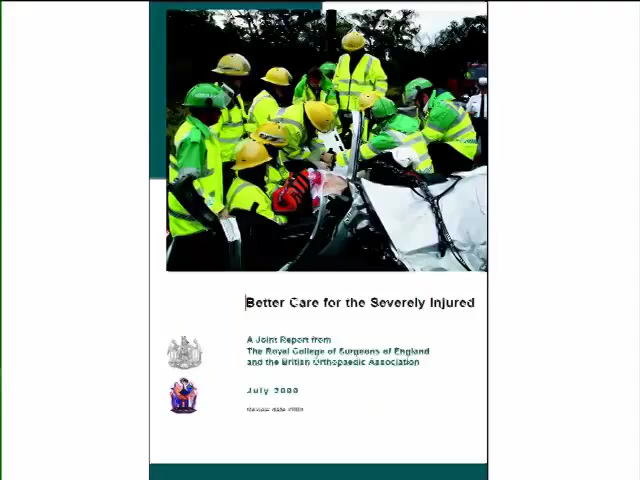 Better Care for the Severely Injured
A Joint Report from
The Royal College of Surgeons of England
and the British Orthopaedic Association
July 2000